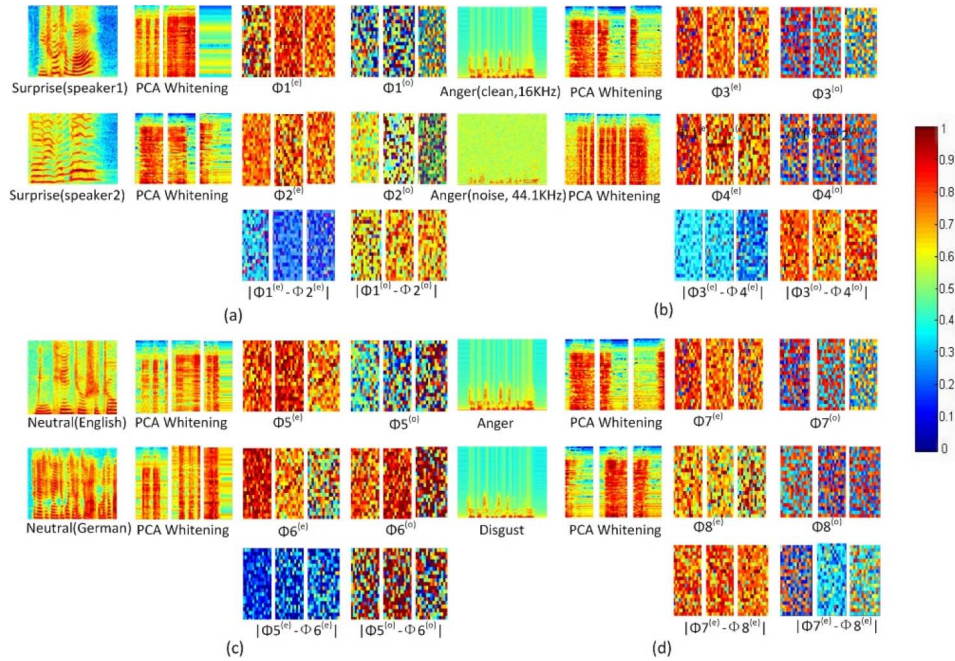 Surprise(speaker1) PCA Whitening Φ1(e) Φ1(o) Anger(clean,16KHz) PCA Whitening Φ3(e) Φ3(o)
Surprise(speaker2) PCA Whitening Φ2(e) Φ2(o) Anger(noise, 44.1KHz) PCA Whitening Φ4(e) Φ4(o)
|Φ1(e)-Φ2(e)| |Φ1(o)-Φ2(o)| |Φ3(e)-Φ4(e)| |Φ3(o)-Φ4(o)|
(a) (b)
1
0.9
0.8
0.7
0.6
0.5
0.4
0.3
0.2
0.1
0
Neutral(English) PCA Whitening Φ5(e) Φ5(o) Anger PCA Whitening Φ7(e) Φ7(o)
Neutral(German) PCA Whitening Φ6(e) Φ6(o) Disgust PCA Whitening Φ8(e) Φ8(o)
|Φ5(e)-Φ6(e)| |Φ5(o)-Φ6(o)| |Φ7(e)-Φ8(e)| |Φ7(e)-Φ8(e)|
(c) (d)